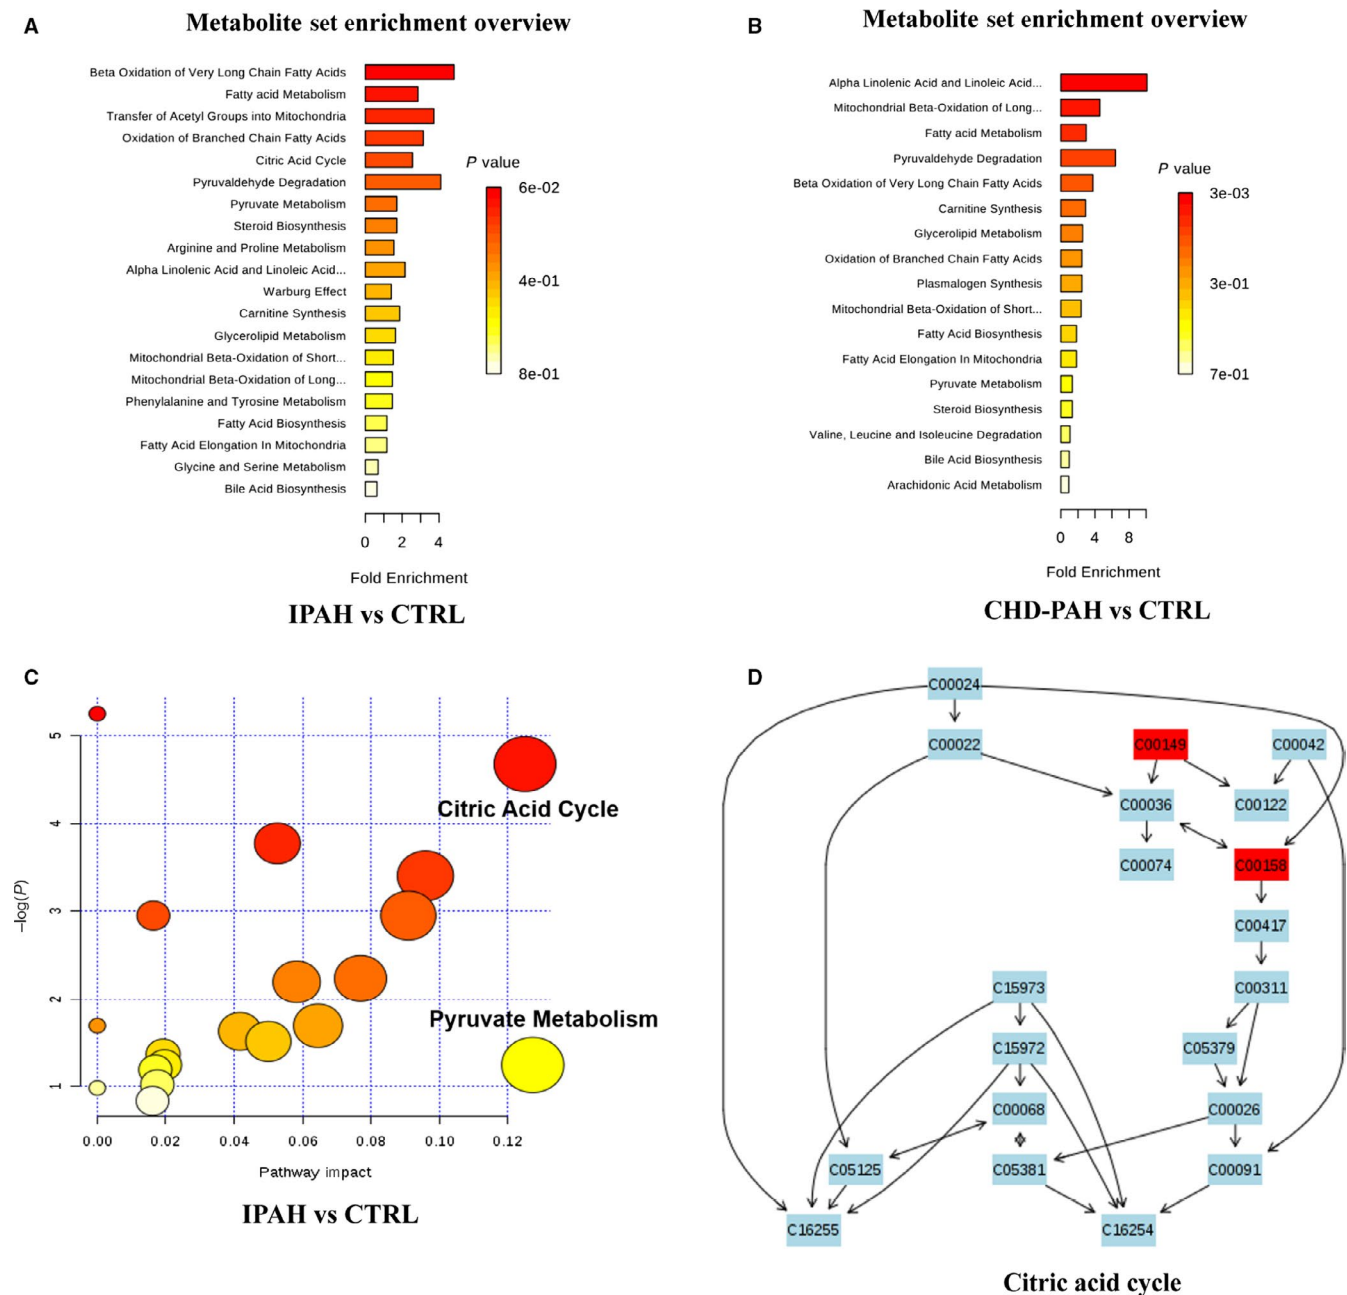 A
Metabolite set enrichment overview
Beta Oxidation of Very Long Chain Fatty Acids
Fatty acid Metabolism
Transfer of Acetyl Groups into Mitochondria
Oxidation of Branched Chain Fatty Acids
Citric Acid Cycle
Pyruvaldehyde Degradation
Pyruvate Metabolism
Steroid Biosynthesis
Arginine and Proline Metabolism
Alpha Linolenic Acid and Linoleic Acid...
Warburg Effect
Carnitine Synthesis
Glycerolipid Metabolism
Mitochondrial Beta-Oxidation of Short...
Mitochondrial Beta-Oxidation of Long...
Phenylalanine and Tyrosine Metabolism
Fatty Acid Biosynthesis
Fatty Acid Elongation In Mitochondria
Glycine and Serine Metabolism
Bile Acid Biosynthesis
P value
6e-02
4e-01
8e-01
0 2 4
Fold Enrichment
IPAH vs CTRL
B
Metabolite set enrichment overview
Alpha Linolenic Acid and Linoleic Acid...
Mitochondrial Beta-Oxidation of Long...
Fatty acid Metabolism
Pyruvaldehyde Degradation
Beta Oxidation of Very Long Chain Fatty Acids
Carnitine Synthesis
Glycerolipid Metabolism
Oxidation of Branched Chain Fatty Acids
Plasmalogen Synthesis
Mitochondrial Beta-Oxidation of Short...
Fatty Acid Biosynthesis
Fatty Acid Elongation In Mitochondria
Pyruvate Metabolism
Steroid Biosynthesis
Valine, Leucine and Isoleucine Degradation
Bile Acid Biosynthesis
Arachidonic Acid Metabolism
P value
3e-03
3e-01
7e-01
0 4 8
Fold Enrichment
CHD-PAH vs CTRL
C
–log(P)
5
4
3
2
1
Citric Acid Cycle
Pyruvate Metabolism
0.00 0.02 0.04 0.06 0.08 0.10 0.12
Pathway impact
IPAH vs CTRL
D
C00024
C00022 C00149 C00042
C00036 C00122
C00074 C00158
C00417
C15973 C00311
C15972 C05379
C00068 C00026
C05125 C05381 C00091
C16255 C16254
Citric acid cycle